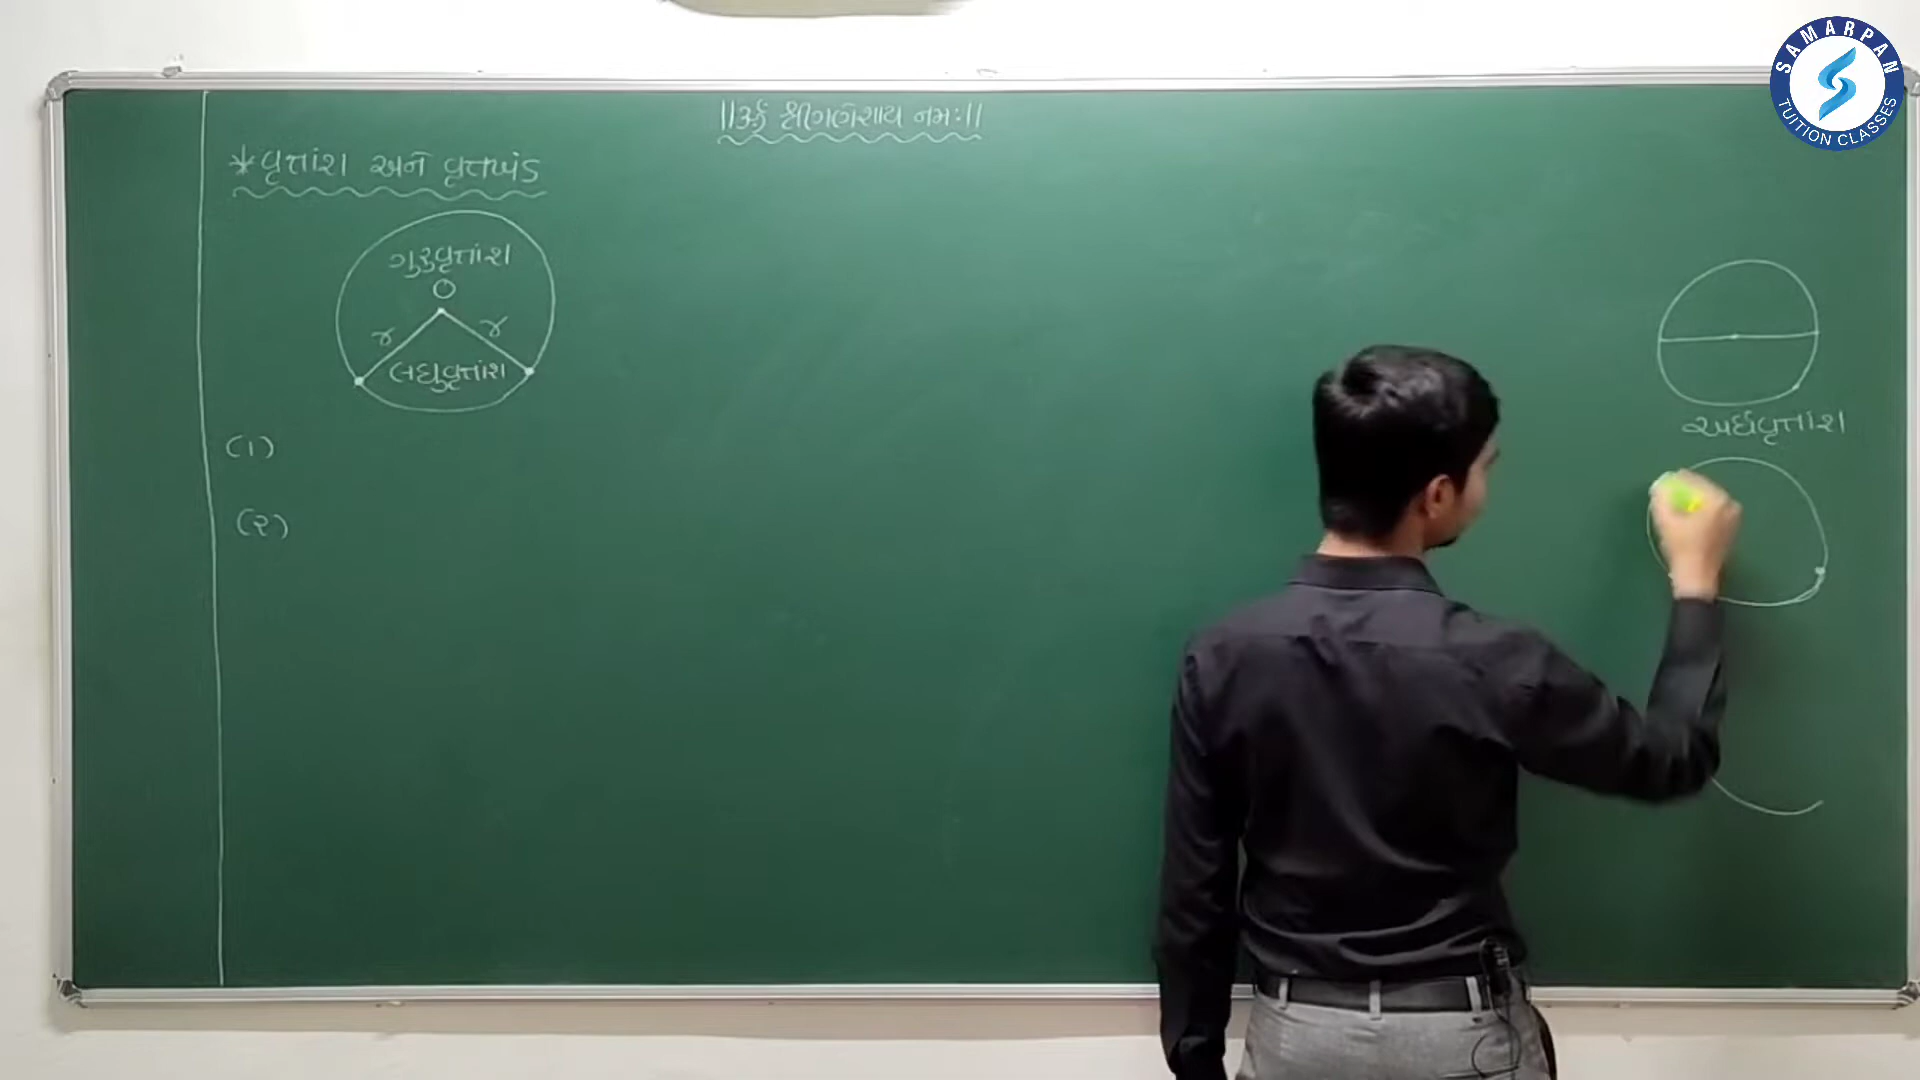 ||ૐ શ્રીગણેશાય નમઃ||
* વૃત્તાંશ અને વૃત્તખંડ
ગુરુવૃત્તાંશ
O
r r
લઘુવૃત્તાંશ
(૧)
(૨)
અર્ધવૃત્તાંશ
SAMARPAN
TUITION CLASSES